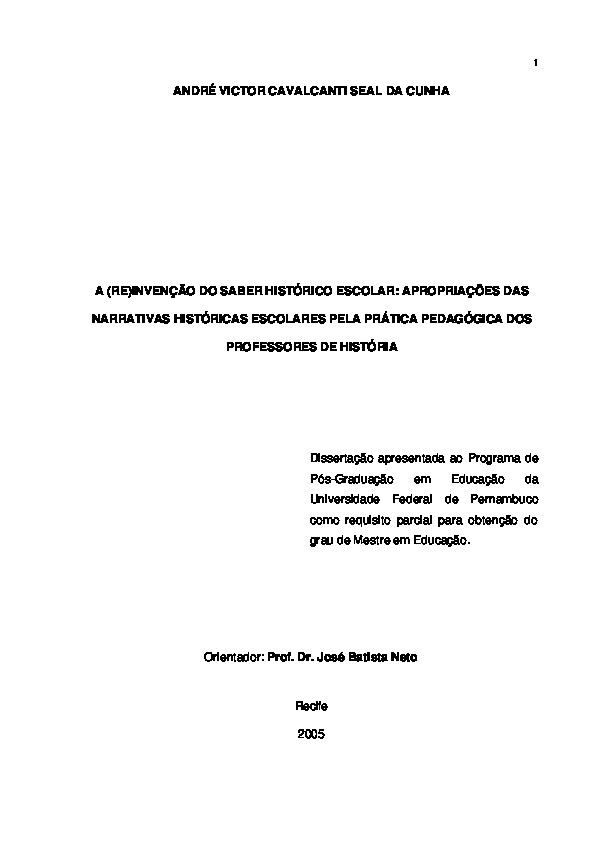 1
ANDRÉ VICTOR CAVALCANTI SEAL DA CUNHA
A (RE)INVENÇÃO DO SABER HISTÓRICO ESCOLAR: APROPRIAÇÕES DAS
NARRATIVAS HISTÓRICAS ESCOLARES PELA PRÁTICA PEDAGÓGICA DOS
PROFESSORES DE HISTÓRIA
Dissertação apresentada ao Programa de
Pós-Graduação em Educação da
Universidade Federal de Pernambuco
como requisito parcial para obtenção do
grau de Mestre em Educação.
Orientador: Prof. Dr. José Batista Neto
Recife
2005